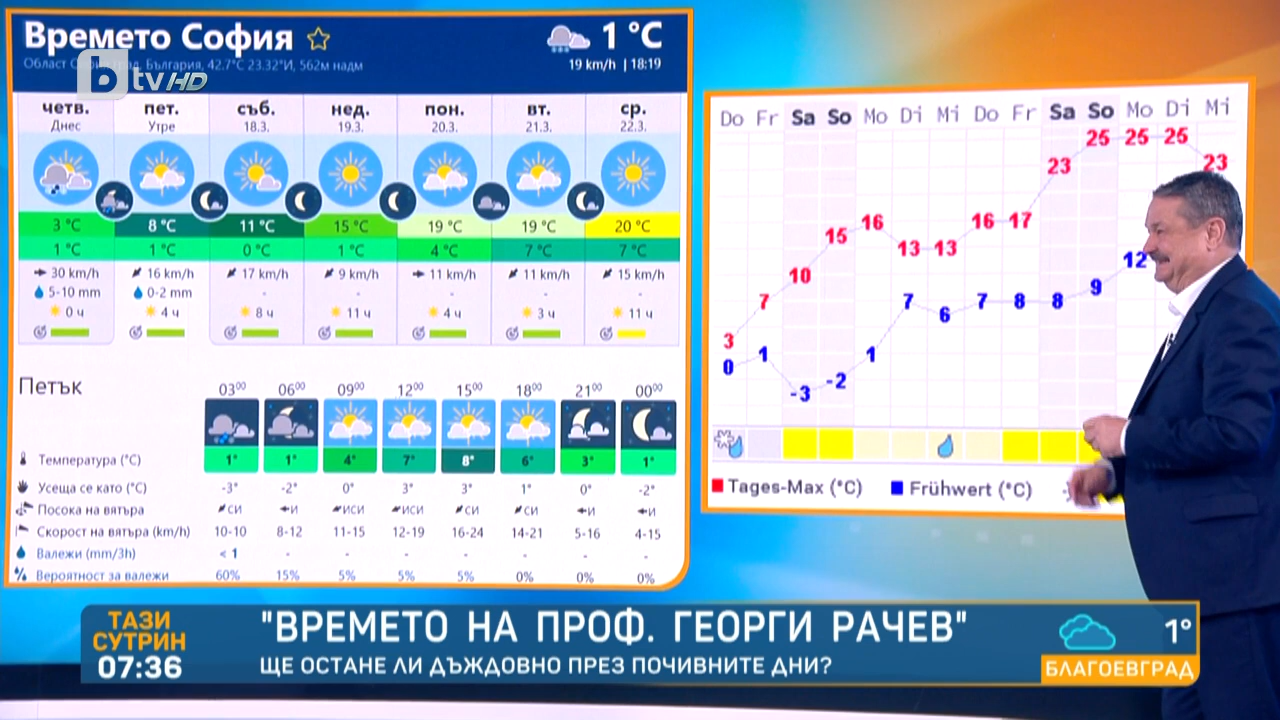 Времето София
1 °C
Област София-град, България, 42.7°С 23.32°И, 562м надм
19 km/h | 18:19
btvHD
четв. пет. съб. нед. пон. вт. ср.
Днес Утре 18.3. 19.3. 20.3. 21.3. 22.3.
3 °C 8 °C 11 °C 15 °C 19 °C 19 °C 20 °C
1 °C 1 °C 0 °C 1 °C 4 °C 7 °C 7 °C
30 km/h 16 km/h 17 km/h 9 km/h 11 km/h 11 km/h 15 km/h
5-10 mm 0-2 mm - - - - -
0 ч 4 ч 8 ч 11 ч 4 ч 3 ч 11 ч
Петък
03⁰⁰ 06⁰⁰ 09⁰⁰ 12⁰⁰ 15⁰⁰ 18⁰⁰ 21⁰⁰ 00⁰⁰
Температура (°C) 1° 1° 4° 7° 8° 6° 3° 1°
Усеща се като (°C) -3° -2° 0° 3° 3° 1° 0° -2°
Посока на вятъра СИ И ИСИ ИСИ СИ СИ И И
Скорост на вятъра (km/h) 10-10 8-12 11-15 12-19 16-24 14-21 5-16 4-15
Валежи (mm/3h) < 1 - - - - - - -
Вероятност за валежи 60% 15% 5% 5% 5% 0% 0% 0%
Do Fr Sa So Mo Di Mi Do Fr Sa So Mo Di Mi
3 7 10 15 16 13 13 16 17 23 25 25 25 23
0 1 -3 -2 1 7 6 7 8 8 9 12
Tages-Max (°C) Frühwert (°C)
ТАЗИ
СУТРИН
07:36
"ВРЕМЕТО НА ПРОФ. ГЕОРГИ РАЧЕВ"
ЩЕ ОСТАНЕ ЛИ ДЪЖДОВНО ПРЕЗ ПОЧИВНИТЕ ДНИ?
1°
БЛАГОЕВГРАД